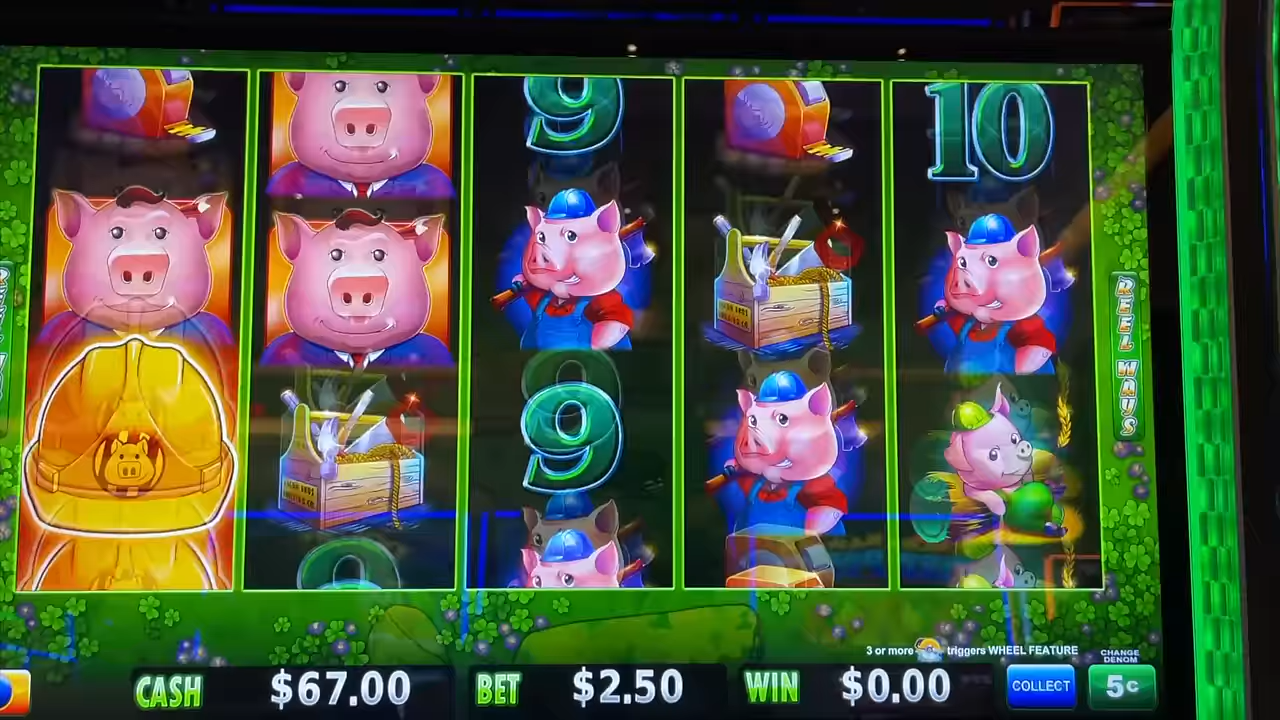 9
10
9
REEL WAYS
3 or more triggers WHEEL FEATURE
CHANGE
DENOM
CASH $67.00 BET $2.50 WIN $0.00 COLLECT 5¢